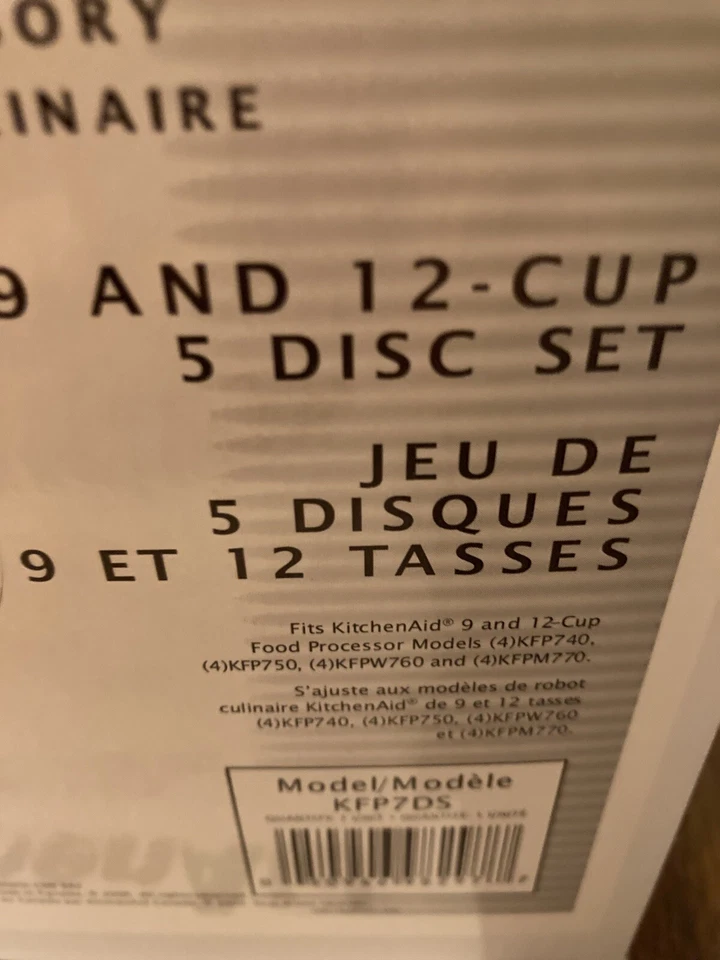 ORY
INAIRE
9 AND 12-CUP
5 DISC SET
JEU DE
5 DISQUES
9 ET 12 TASSES
Fits KitchenAid® 9 and 12-Cup
Food Processor Models (4)KFP740,
(4)KFP750, (4)KFPW760 and (4)KFPM770.
S'ajuste aux modèles de robot
culinaire KitchenAid® de 9 et 12 tasses
(4)KFP740, (4)KFP750, (4)KFPW760
et (4)KFPM770.
Model/Modèle
KFP7DS